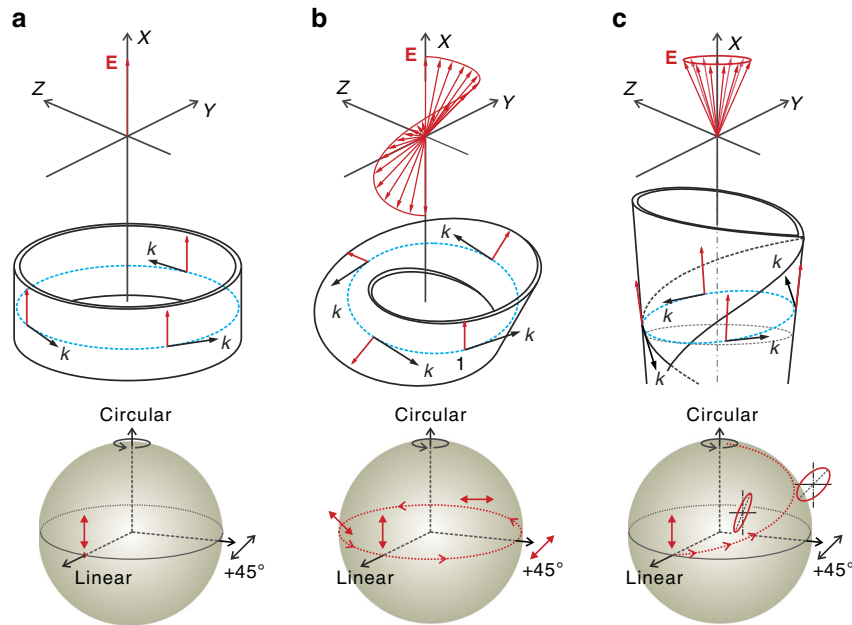 a
b
c
X
E
Z
Y
k
k
k
X
E
Z
Y
k
k
k
k
1
X
E
Z
Y
k
k
k
k
Circular
Linear
+45°
Circular
Linear
+45°
Circular
Linear
+45°